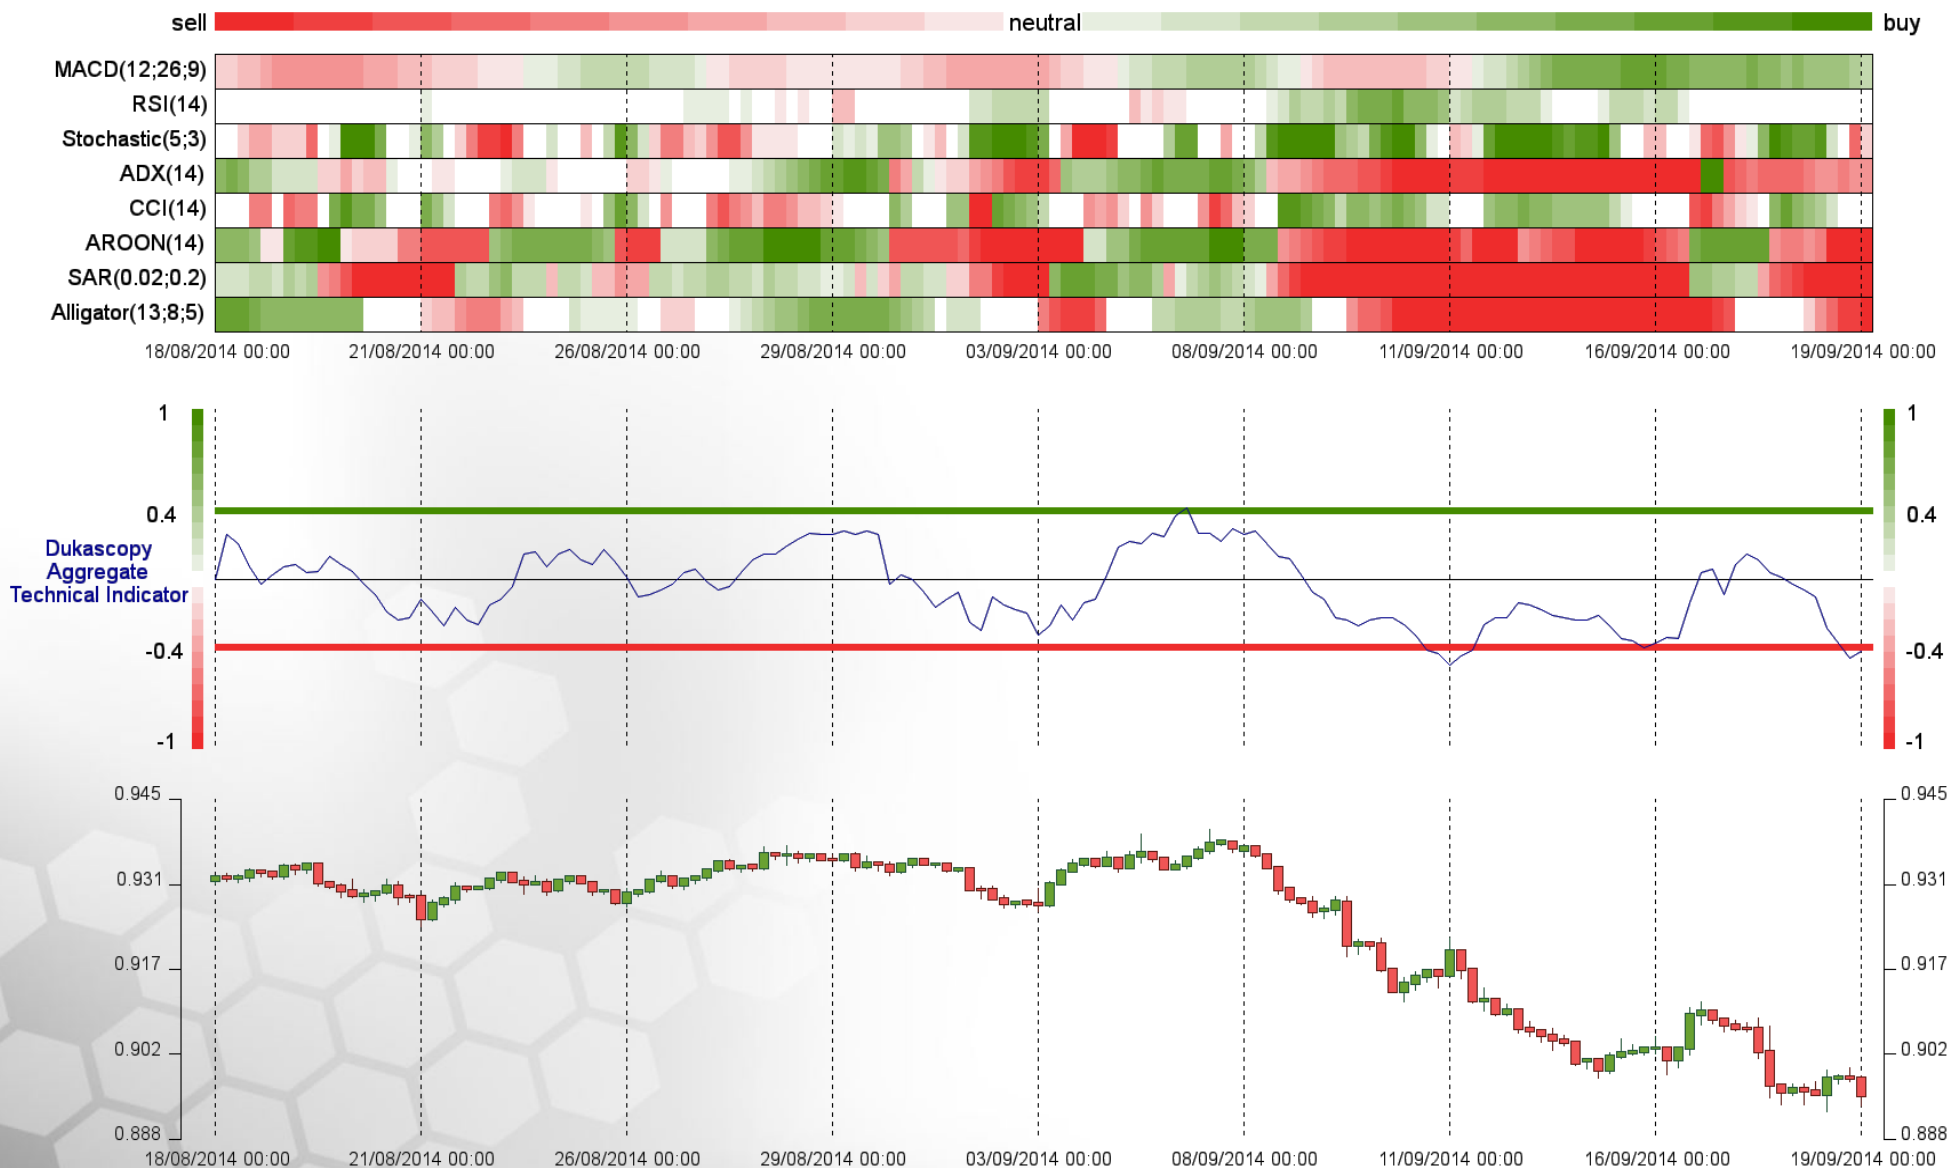 sell neutral buy
MACD(12;26;9)
RSI(14)
Stochastic(5;3)
ADX(14)
CCI(14)
AROON(14)
SAR(0.02;0.2)
Alligator(13;8;5)
18/08/2014 00:00 21/08/2014 00:00 26/08/2014 00:00 29/08/2014 00:00 03/09/2014 00:00 08/09/2014 00:00 11/09/2014 00:00 16/09/2014 00:00 19/09/2014 00:00
1 1
0.4 0.4
Dukascopy
Aggregate
Technical Indicator
-0.4 -0.4
-1 -1
0.945 0.945
0.931 0.931
0.917 0.917
0.902 0.902
0.888 0.888
18/08/2014 00:00 21/08/2014 00:00 26/08/2014 00:00 29/08/2014 00:00 03/09/2014 00:00 08/09/2014 00:00 11/09/2014 00:00 16/09/2014 00:00 19/09/2014 00:00